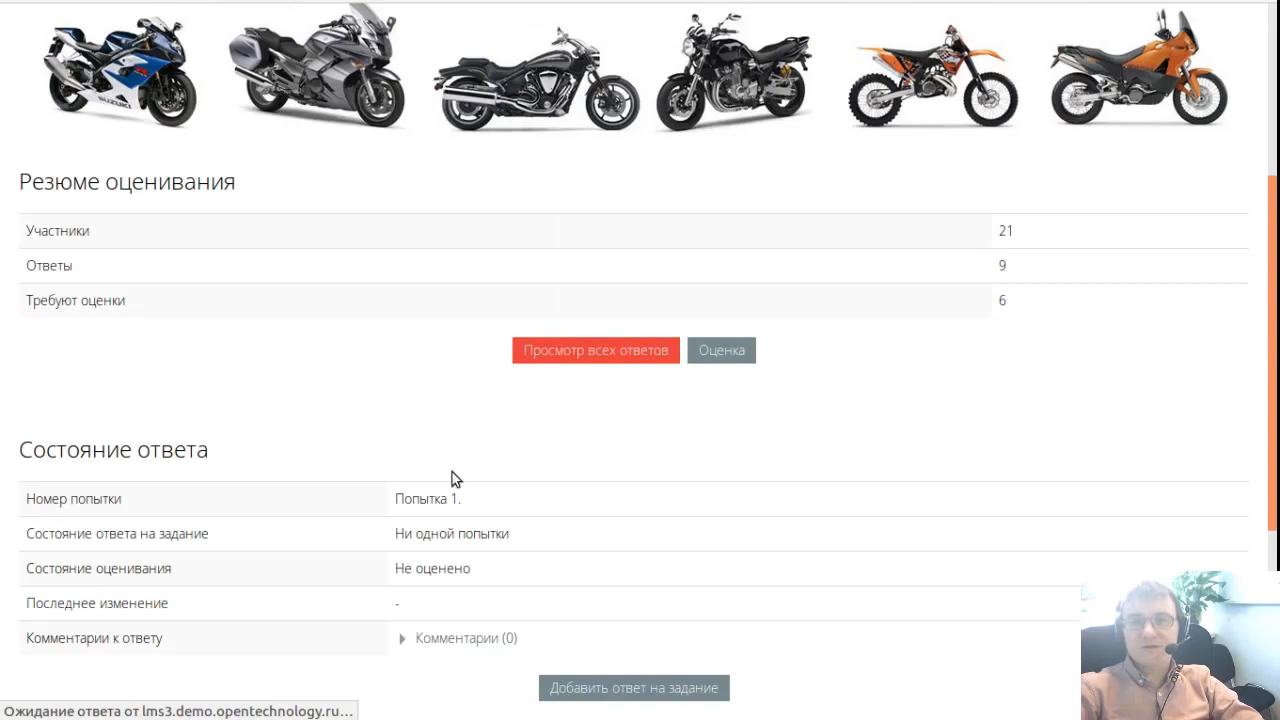 SUZUKI
Резюме оценивания
Участники 21
Ответы 9
Требуют оценки 6
Просмотр всех ответов Оценка
Состояние ответа
Номер попытки Попытка 1.
Состояние ответа на задание Ни одной попытки
Состояние оценивания Не оценено
Последнее изменение -
Комментарии к ответу Комментарии (0)
Добавить ответ на задание
Ожидание ответа от lms3.demo.opentechnology.ru...